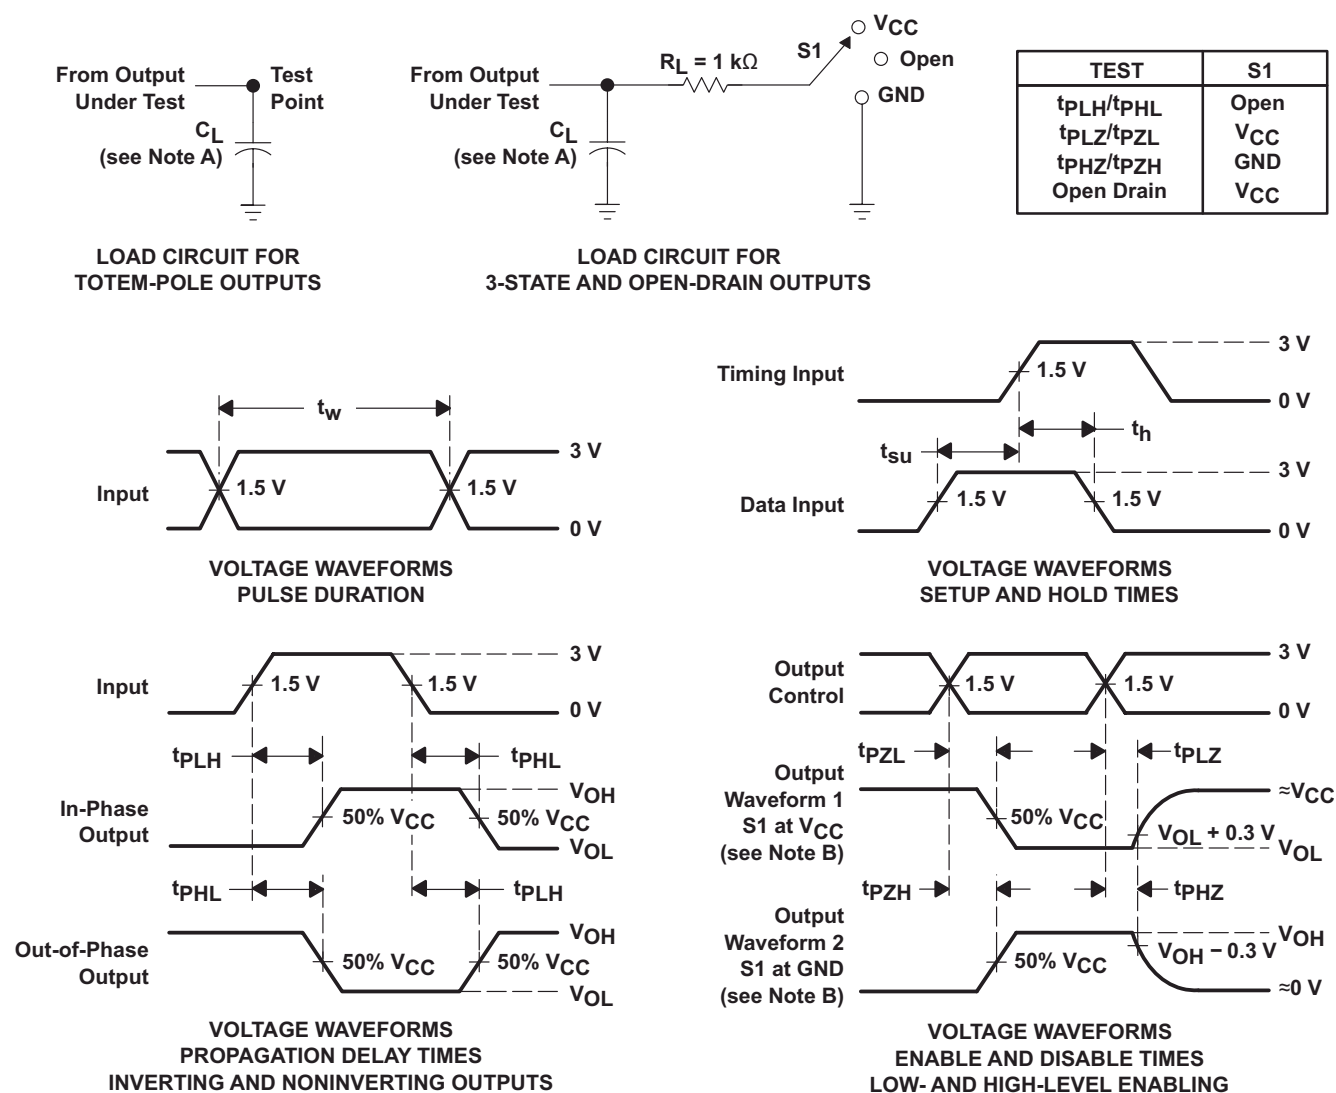 From Output
Under Test
Test
Point
CL
(see Note A)
LOAD CIRCUIT FOR
TOTEM-POLE OUTPUTS
From Output
Under Test
RL = 1 kΩ
S1
VCC
Open
GND
CL
(see Note A)
LOAD CIRCUIT FOR
3-STATE AND OPEN-DRAIN OUTPUTS
TEST S1
tPLH/tPHL Open
tPLZ/tPZL VCC
tPHZ/tPZH GND
Open Drain VCC
tw
Input
1.5 V
1.5 V
3 V
0 V
VOLTAGE WAVEFORMS
PULSE DURATION
Timing Input
1.5 V
3 V
0 V
th
tsu
Data Input
1.5 V
1.5 V
3 V
0 V
VOLTAGE WAVEFORMS
SETUP AND HOLD TIMES
Input
1.5 V
1.5 V
3 V
0 V
tPLH
tPHL
In-Phase
Output
50% VCC
50% VCC
VOH
VOL
tPHL
tPLH
Out-of-Phase
Output
50% VCC
50% VCC
VOH
VOL
VOLTAGE WAVEFORMS
PROPAGATION DELAY TIMES
INVERTING AND NONINVERTING OUTPUTS
Output
Control
1.5 V
1.5 V
3 V
0 V
tPZL
tPLZ
Output
Waveform 1
S1 at VCC
(see Note B)
50% VCC
VOL + 0.3 V
≈VCC
VOL
tPZH
tPHZ
Output
Waveform 2
S1 at GND
(see Note B)
50% VCC
VOH − 0.3 V
VOH
≈0 V
VOLTAGE WAVEFORMS
ENABLE AND DISABLE TIMES
LOW- AND HIGH-LEVEL ENABLING